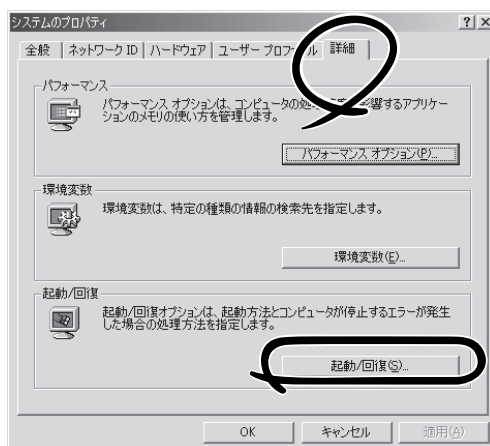 システムのプロパティ
全般 ネットワーク ID ハードウェア ユーザー プロフ ル 詳細
パフォーマンス
パフォーマンス オプションは、コンピュータの処 影響するアプリケー
ションのメモリの使い方を管理します。
パフォーマンス オプション(P)...
環境変数
環境変数は、特定の種類の情報の検索先を指定します。
環境変数(E)...
起動/回復
起動/回復オプションは、起動方法とコンピュータが停止するエラーが発生
した場合の処理方法を指定します。
起動/回復(S)...
OK キャンセル 適用(A)